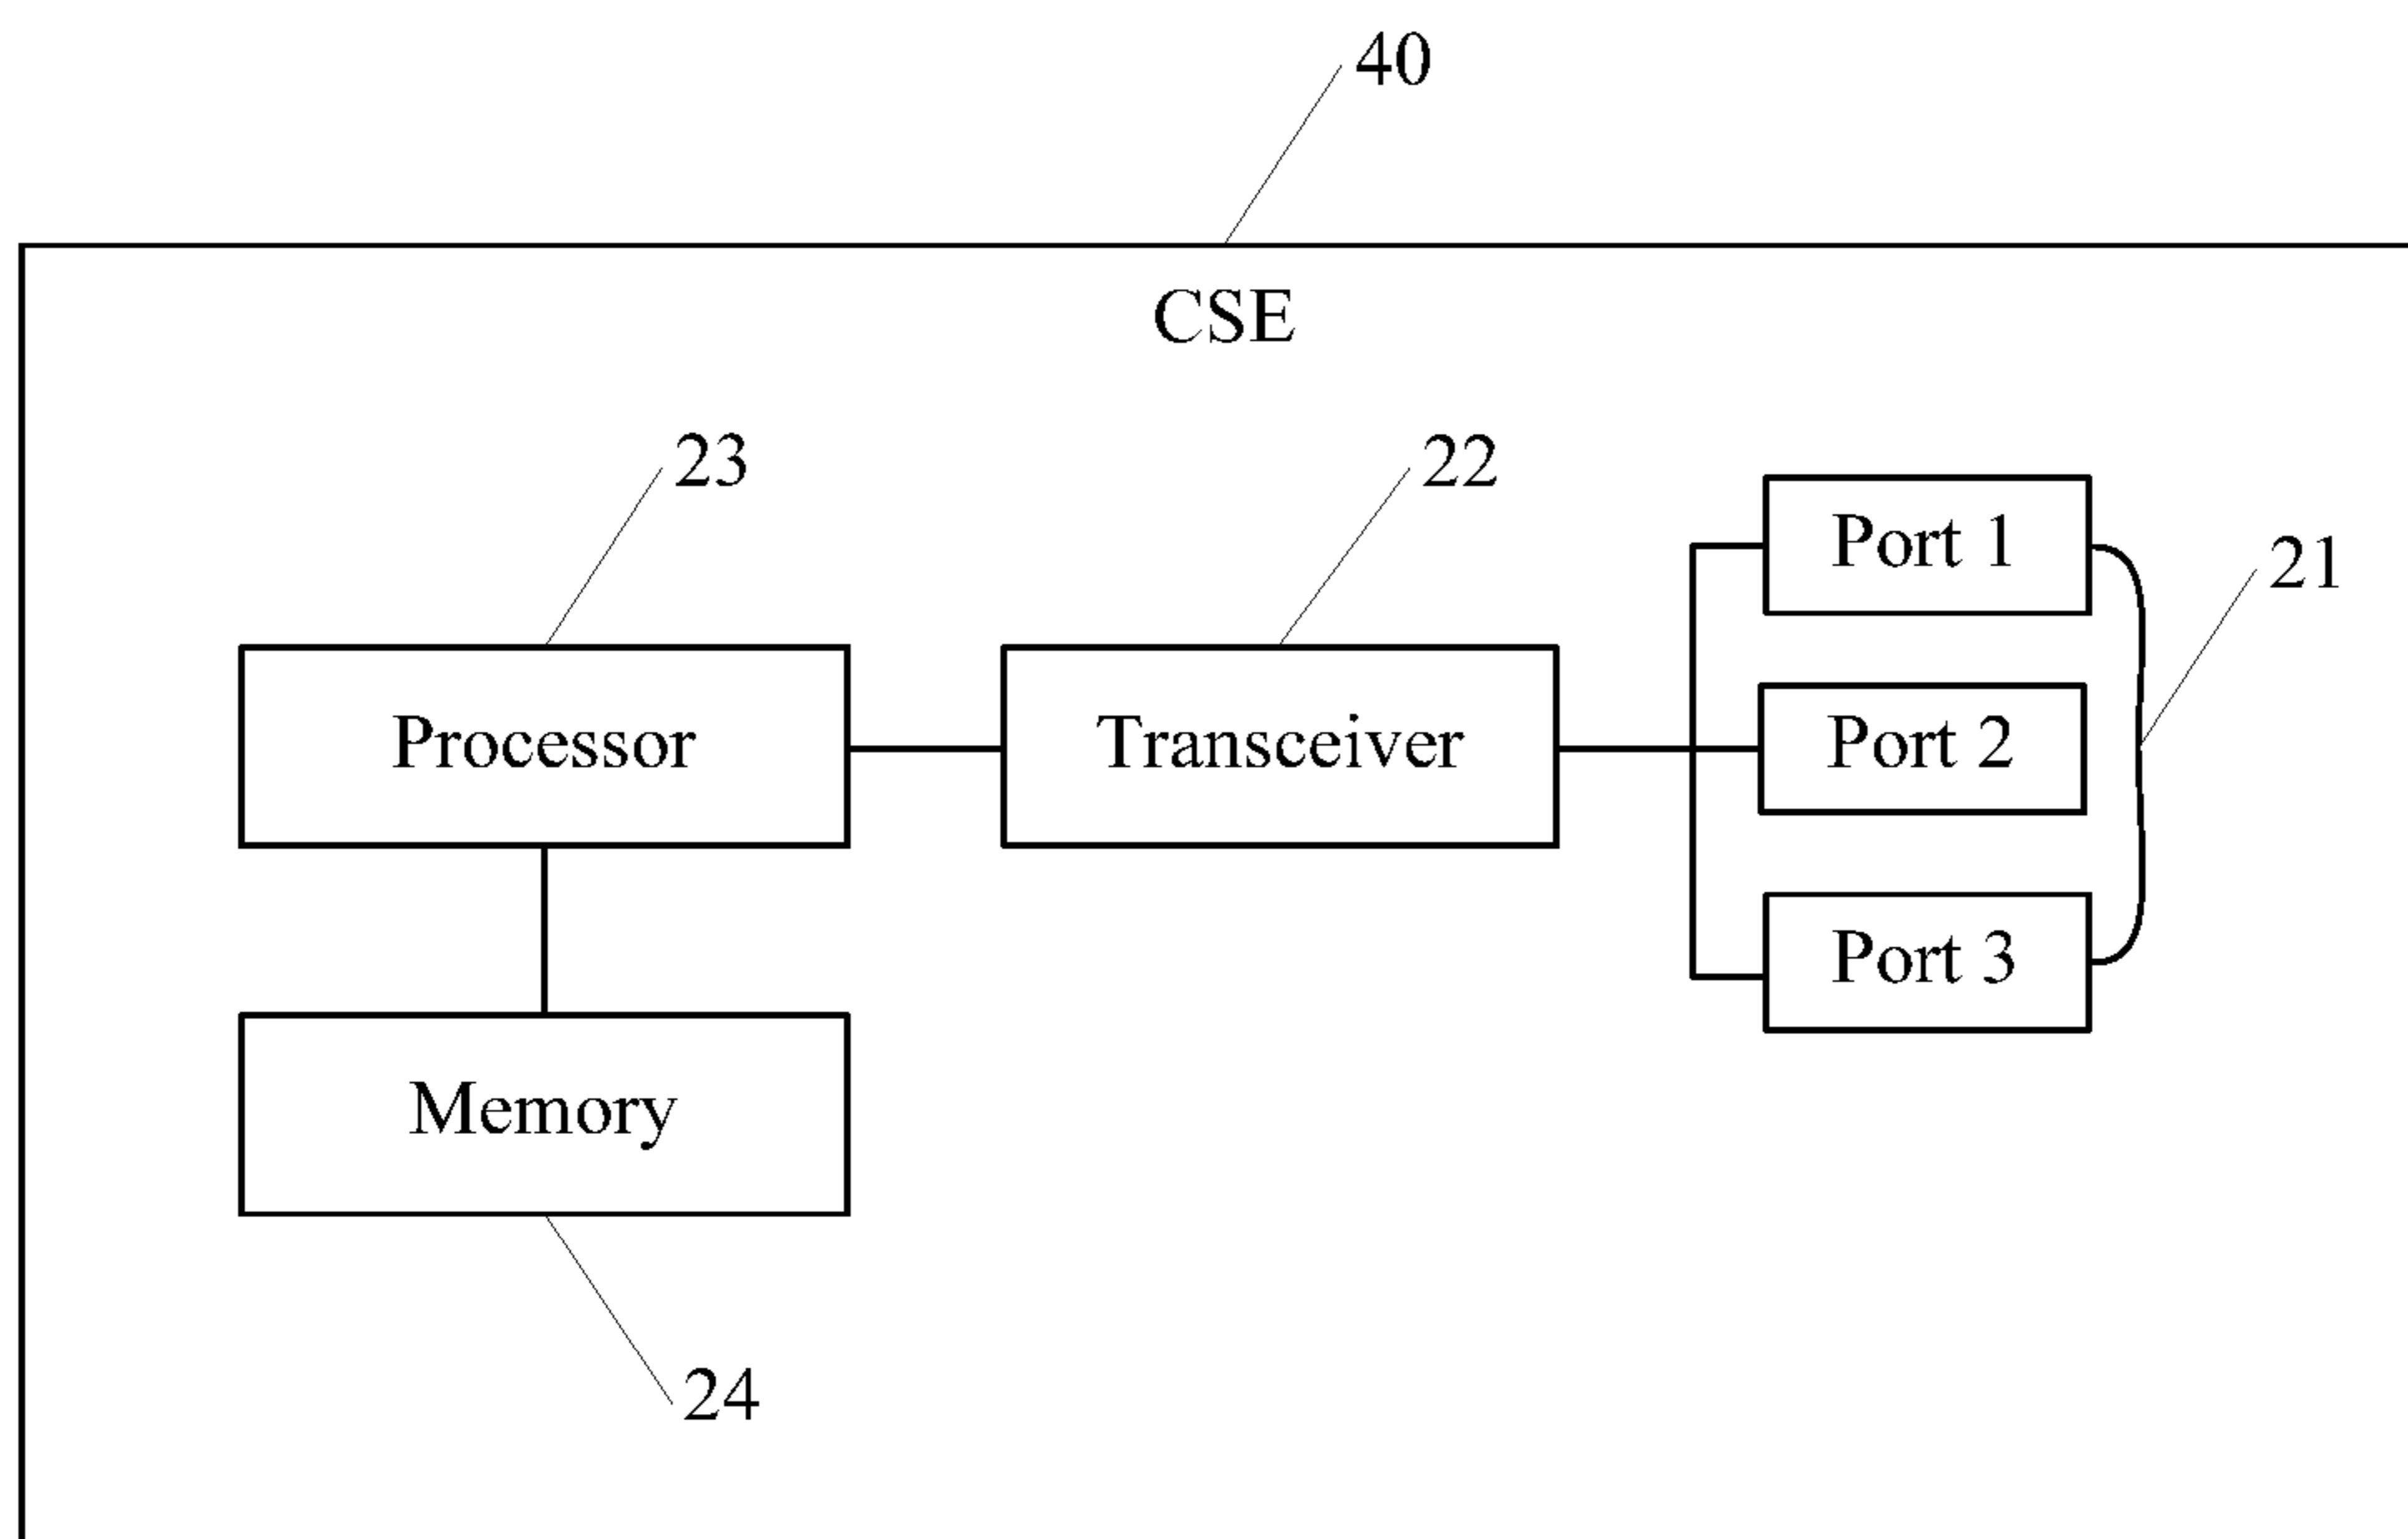 40
CSE
23
22
Port 1
21
Processor
Transceiver
Port 2
Port 3
Memory
24